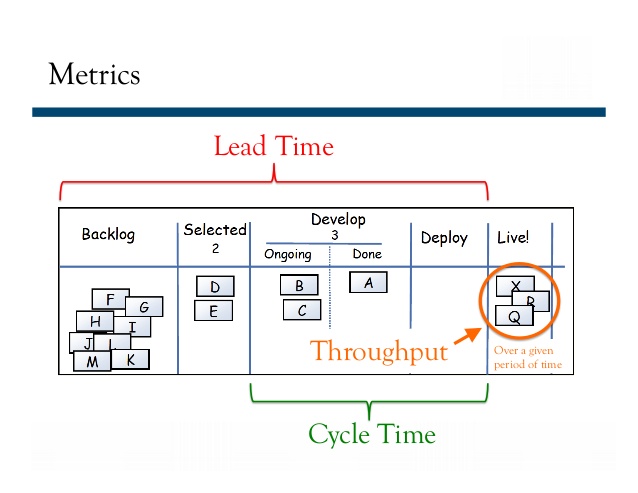 Metrics
Lead Time
Backlog
Selected
2
Develop
3
Ongoing
Done
Deploy
Live!
F
G
H
I
J
L
M
K
D
E
B
C
A
X
R
Q
Throughput
Over a given
period of time
Cycle Time